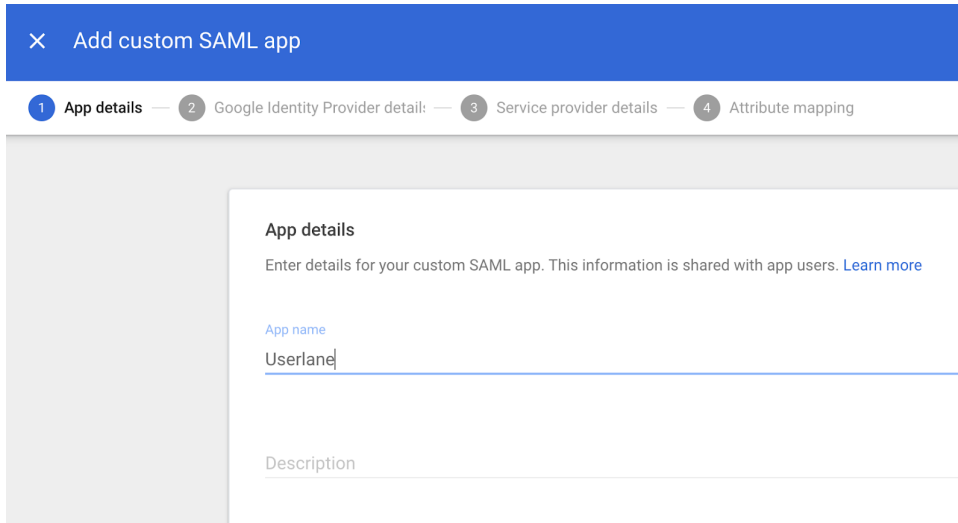 Add custom SAML app
1 App details 2 Google Identity Provider details 3 Service provider details 4 Attribute mapping
App details
Enter details for your custom SAML app. This information is shared with app users. Learn more
App name
Userlane
Description